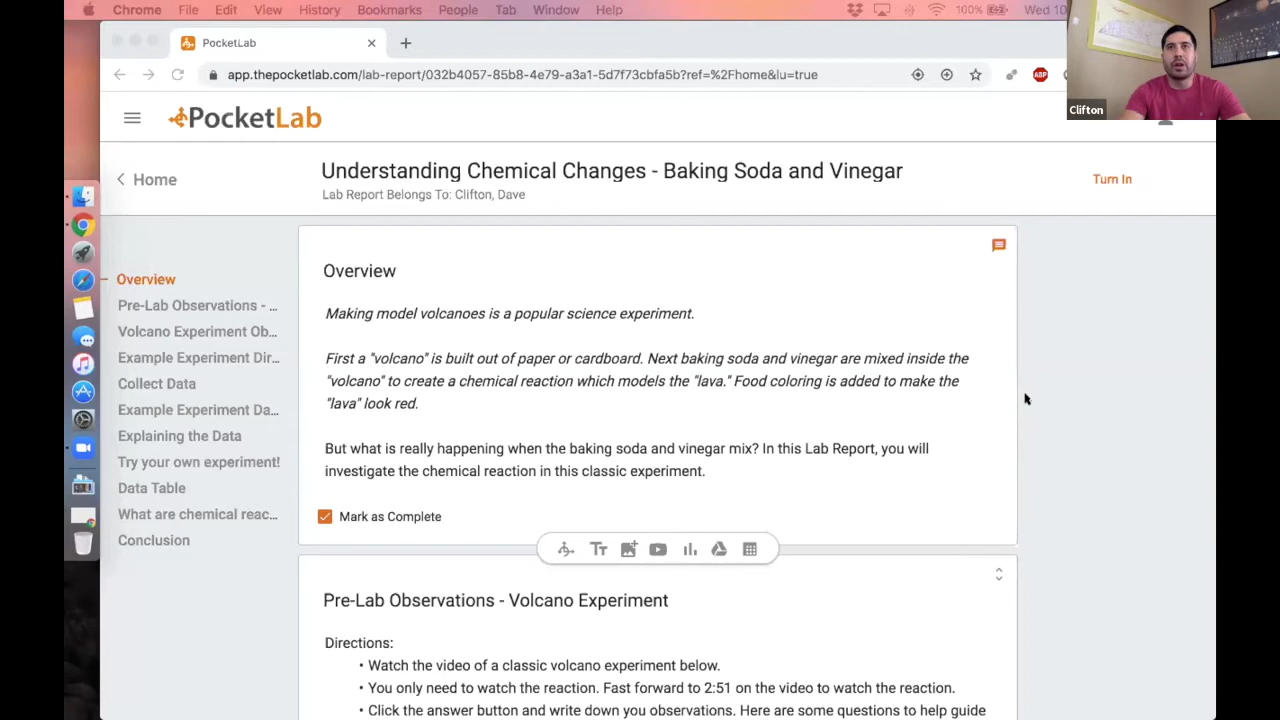 Chrome File Edit View History Bookmarks People Tab Window Help 100% Wed 10
PocketLab
app.thepocketlab.com/lab-report/032b4057-85b8-4e79-a3a1-5d7f73cbfa5b?ref=%2Fhome&lu=true
ABP
Clifton
PocketLab
Home
Understanding Chemical Changes - Baking Soda and Vinegar
Lab Report Belongs To: Clifton, Dave
Turn In
Overview
Pre-Lab Observations - ...
Volcano Experiment Ob...
Example Experiment Dir...
Collect Data
Example Experiment Da...
Explaining the Data
Try your own experiment!
Data Table
What are chemical reac...
Conclusion
Overview
Making model volcanoes is a popular science experiment.
First a "volcano" is built out of paper or cardboard. Next baking soda and vinegar are mixed inside the
"volcano" to create a chemical reaction which models the "lava." Food coloring is added to make the
"lava" look red.
But what is really happening when the baking soda and vinegar mix? In this Lab Report, you will
investigate the chemical reaction in this classic experiment.
Mark as Complete
Tт
Pre-Lab Observations - Volcano Experiment
Directions:
• Watch the video of a classic volcano experiment below.
• You only need to watch the reaction. Fast forward to 2:51 on the video to watch the reaction.
• Click the answer button and write down you observations. Here are some questions to help guide